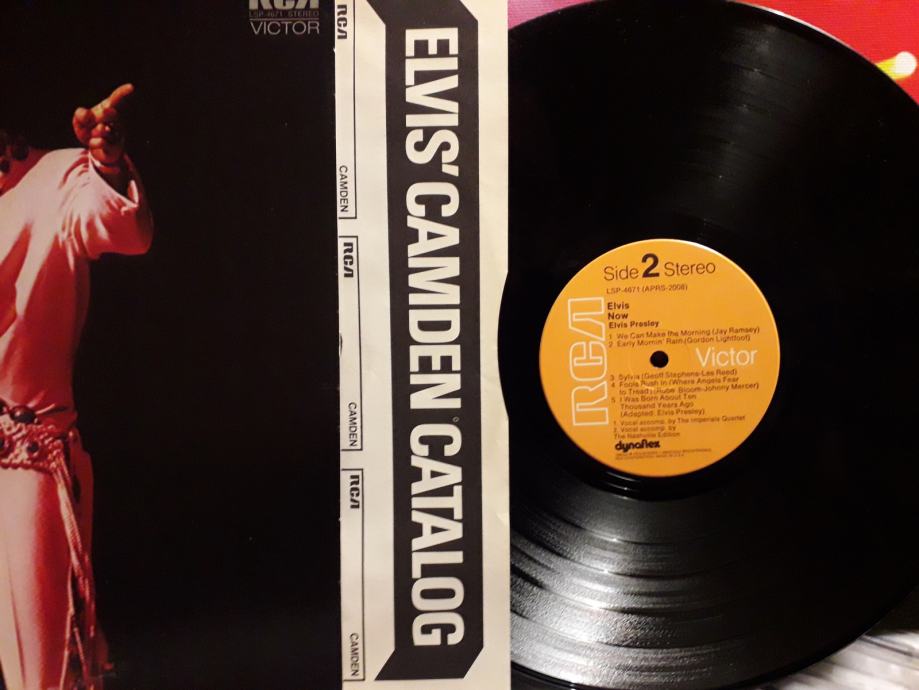 RCA
LSP-4671 STEREO
VICTOR
RCA
CAMDEN
RCA
CAMDEN
RCA
CAMDEN
ELVIS' CAMDEN CATALOG
Side 2 Stereo
LSP-4671 (APRS-2008)
Elvis
Now
Elvis Presley
1 We Can Make the Morning (Jay Ramsey)
2 Early Mornin' Rain (Gordon Lightfoot)
RCA
Victor
3 Sylvia (Geoff Stephens-Les Reed)
4 Fools Rush In (Where Angels Fear
to Tread) (Rube Bloom-Johnny Mercer)
5 I Was Born About Ten
Thousand Years Ago
(Adapted: Elvis Presley)
1. Vocal accomp. by The Imperials Quartet
2. Vocal accomp. by
The Nashville Edition
dynaflex